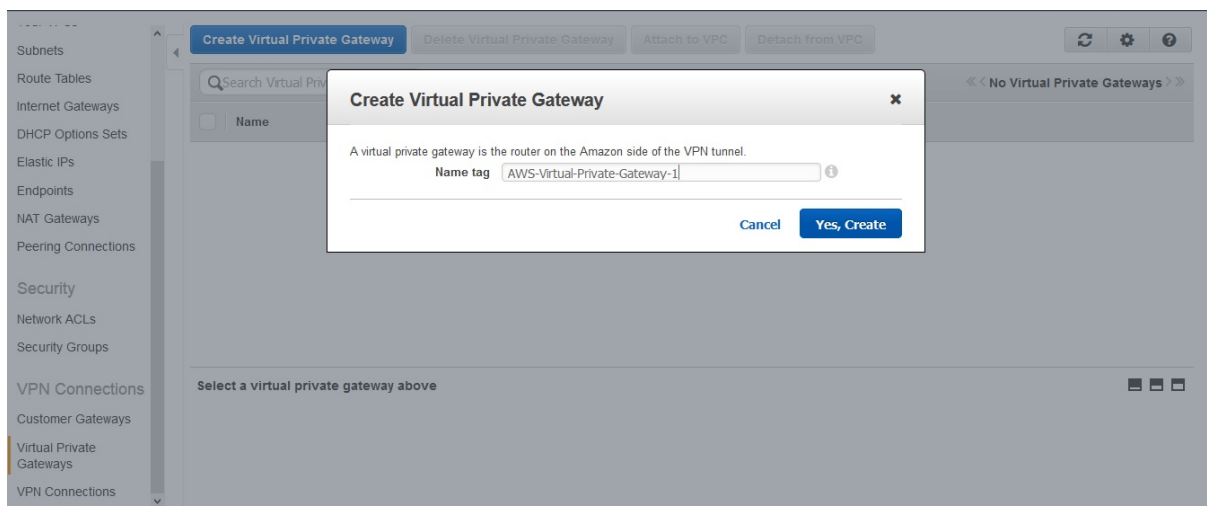 Subnets
Route Tables
Internet Gateways
DHCP Options Sets
Elastic IPs
Endpoints
NAT Gateways
Peering Connections
Security
Network ACLs
Security Groups
VPN Connections
Customer Gateways
Virtual Private
Gateways
VPN Connections
Create Virtual Private Gateway Delete Virtual Private Gateway Attach to VPC Detach from VPC
Search Virtual Priv
No Virtual Private Gateways
Name
Create Virtual Private Gateway
A virtual private gateway is the router on the Amazon side of the VPN tunnel.
Name tag AWS-Virtual-Private-Gateway-1
Cancel Yes, Create
Select a virtual private gateway above